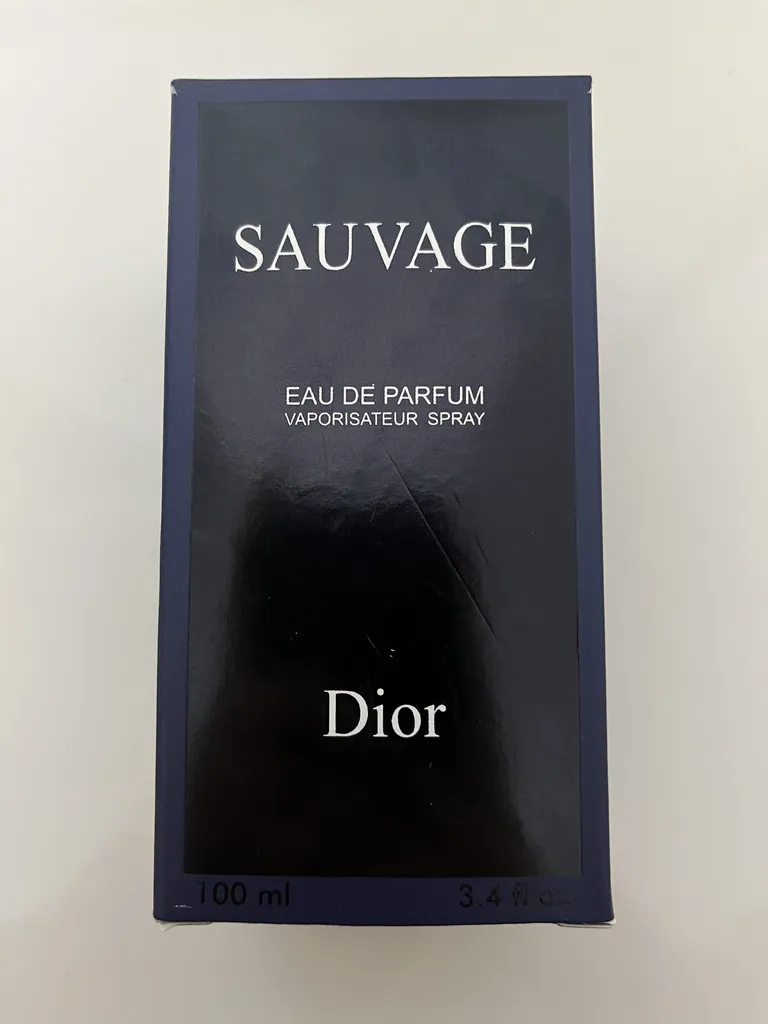 SAUVAGE
EAU DE PARFUM
VAPORISATEUR SPRAY
Dior
100 ml 3.4 fl.oz